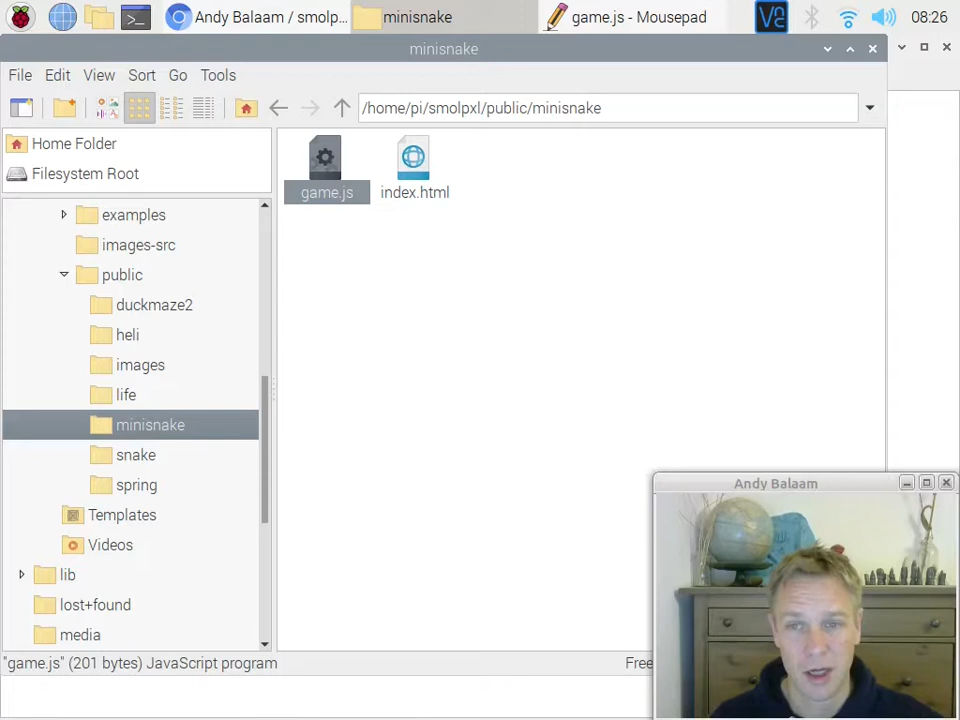 Andy Balaam / smolp...
minisnake
game.js - Mousepad
08:26
minisnake
File Edit View Sort Go Tools
/home/pi/smolpxl/public/minisnake
Home Folder
Filesystem Root
examples
images-src
public
duckmaze2
heli
images
life
minisnake
snake
spring
Templates
Videos
lib
lost+found
media
game.js
index.html
"game.js" (201 bytes) JavaScript program
Free
Andy Balaam